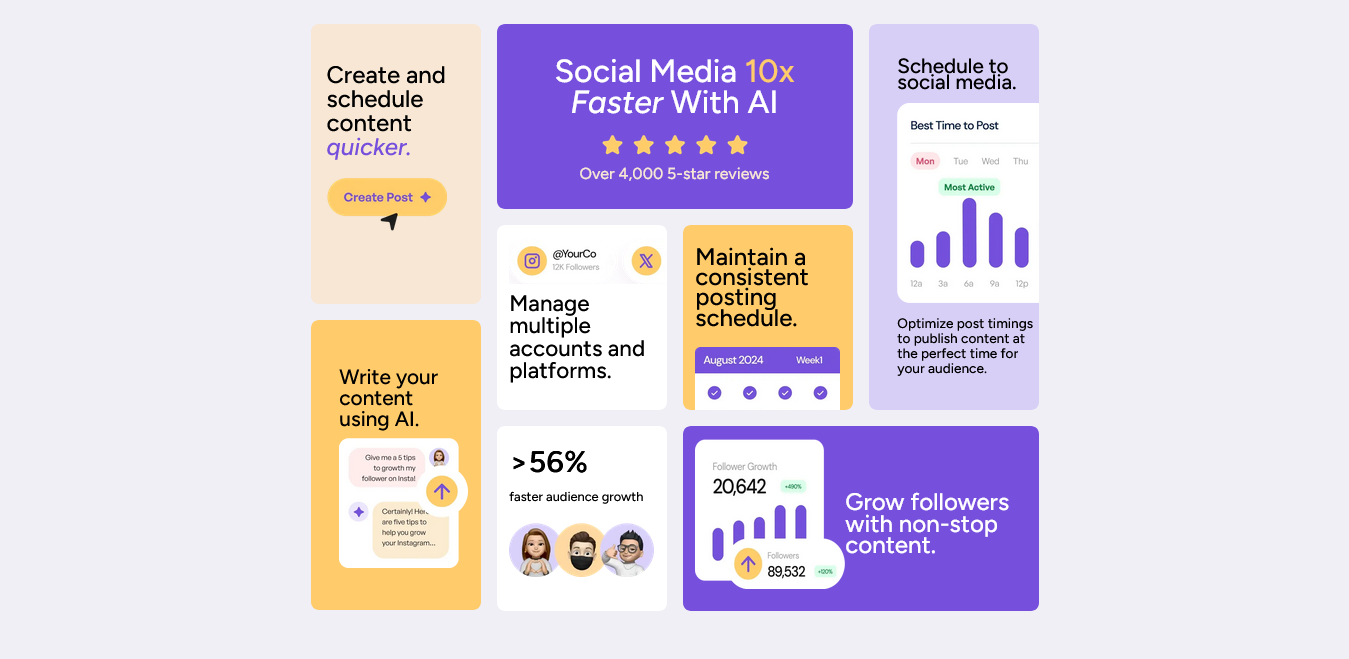 Create and
schedule
content
quicker.
Create Post
Social Media 10x
Faster With AI
Over 4,000 5-star reviews
Schedule to
social media.
Best Time to Post
Mon Tue Wed Thu
Most Active
12a 3a 6a 9a 12p
Optimize post timings
to publish content at
the perfect time for
your audience.
@YourCo
12K Followers
Manage
multiple
accounts and
platforms.
Maintain a
consistent
posting
schedule.
August 2024 Week1
Write your
content
using AI.
Give me a 5 tips
to growth my
follower on Insta!
Certainly! Here
are five tips to
help you grow
your Instagram...
>56%
faster audience growth
Follower Growth
20,642 +490%
Followers
89,532 +120%
Grow followers
with non-stop
content.